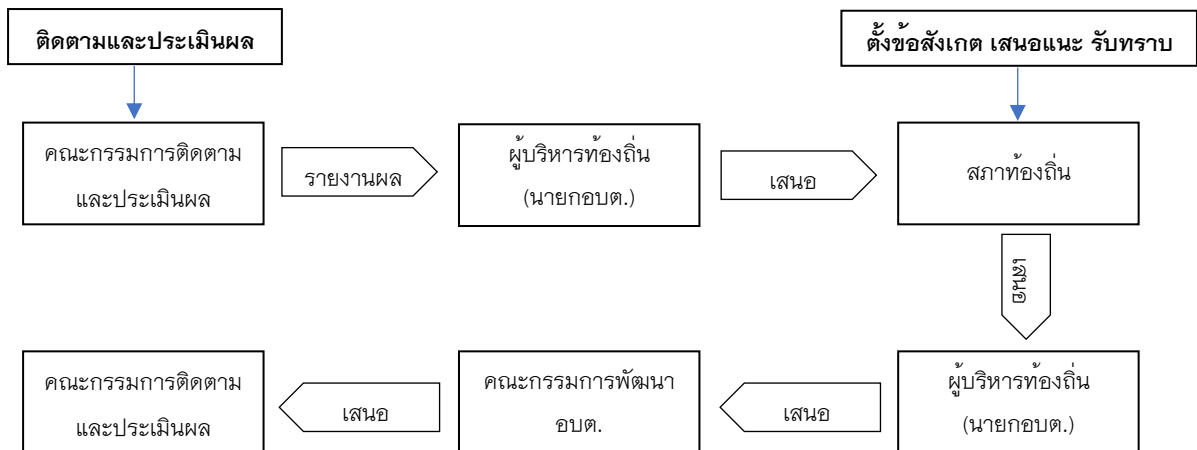 ติดตามและประเมินผล
ตั้งข้อสังเกต เสนอแนะ รับทราบ
คณะกรรมการติดตาม
และประเมินผล
รายงานผล
ผู้บริหารท้องถิ่น
(นายกอบต.)
เสนอ
สภาท้องถิ่น
เสนอ
ผู้บริหารท้องถิ่น
(นายกอบต.)
เสนอ
คณะกรรมการพัฒนา
อบต.
เสนอ
คณะกรรมการติดตาม
และประเมินผล